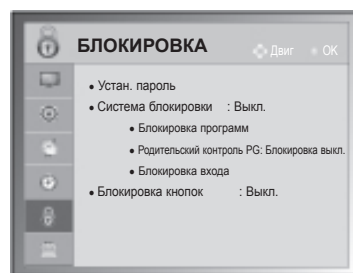 БЛОКИРОВКА
Двиг
OK
• Устан. пароль
• Система блокировки : Выкл.
• Блокировка программ
• Родительский контроль PG: Блокировка выкл.
• Блокировка входа
• Блокировка кнопок : Выкл.